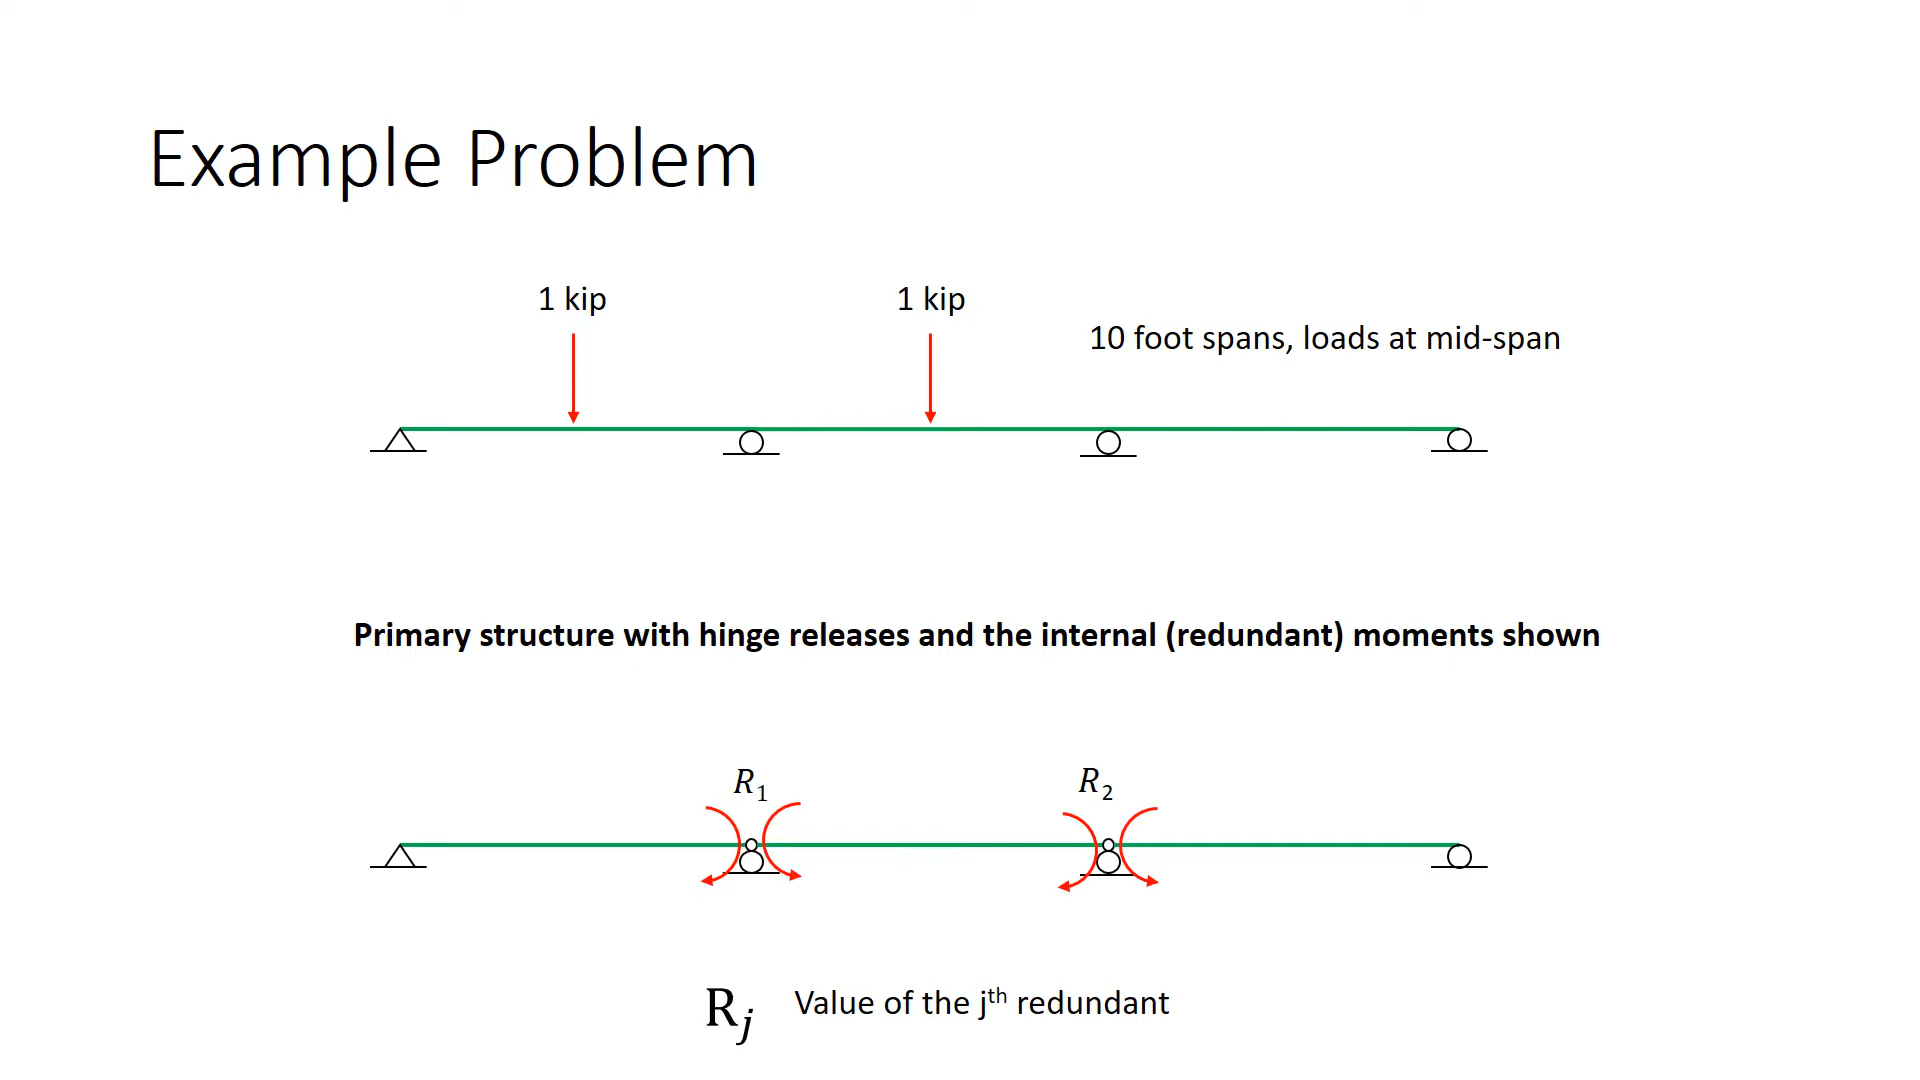 Example Problem
1 kip
1 kip
10 foot spans, loads at mid-span
Primary structure with hinge releases and the internal (redundant) moments shown
R₁
R₂
Rⱼ Value of the jᵗʰ redundant